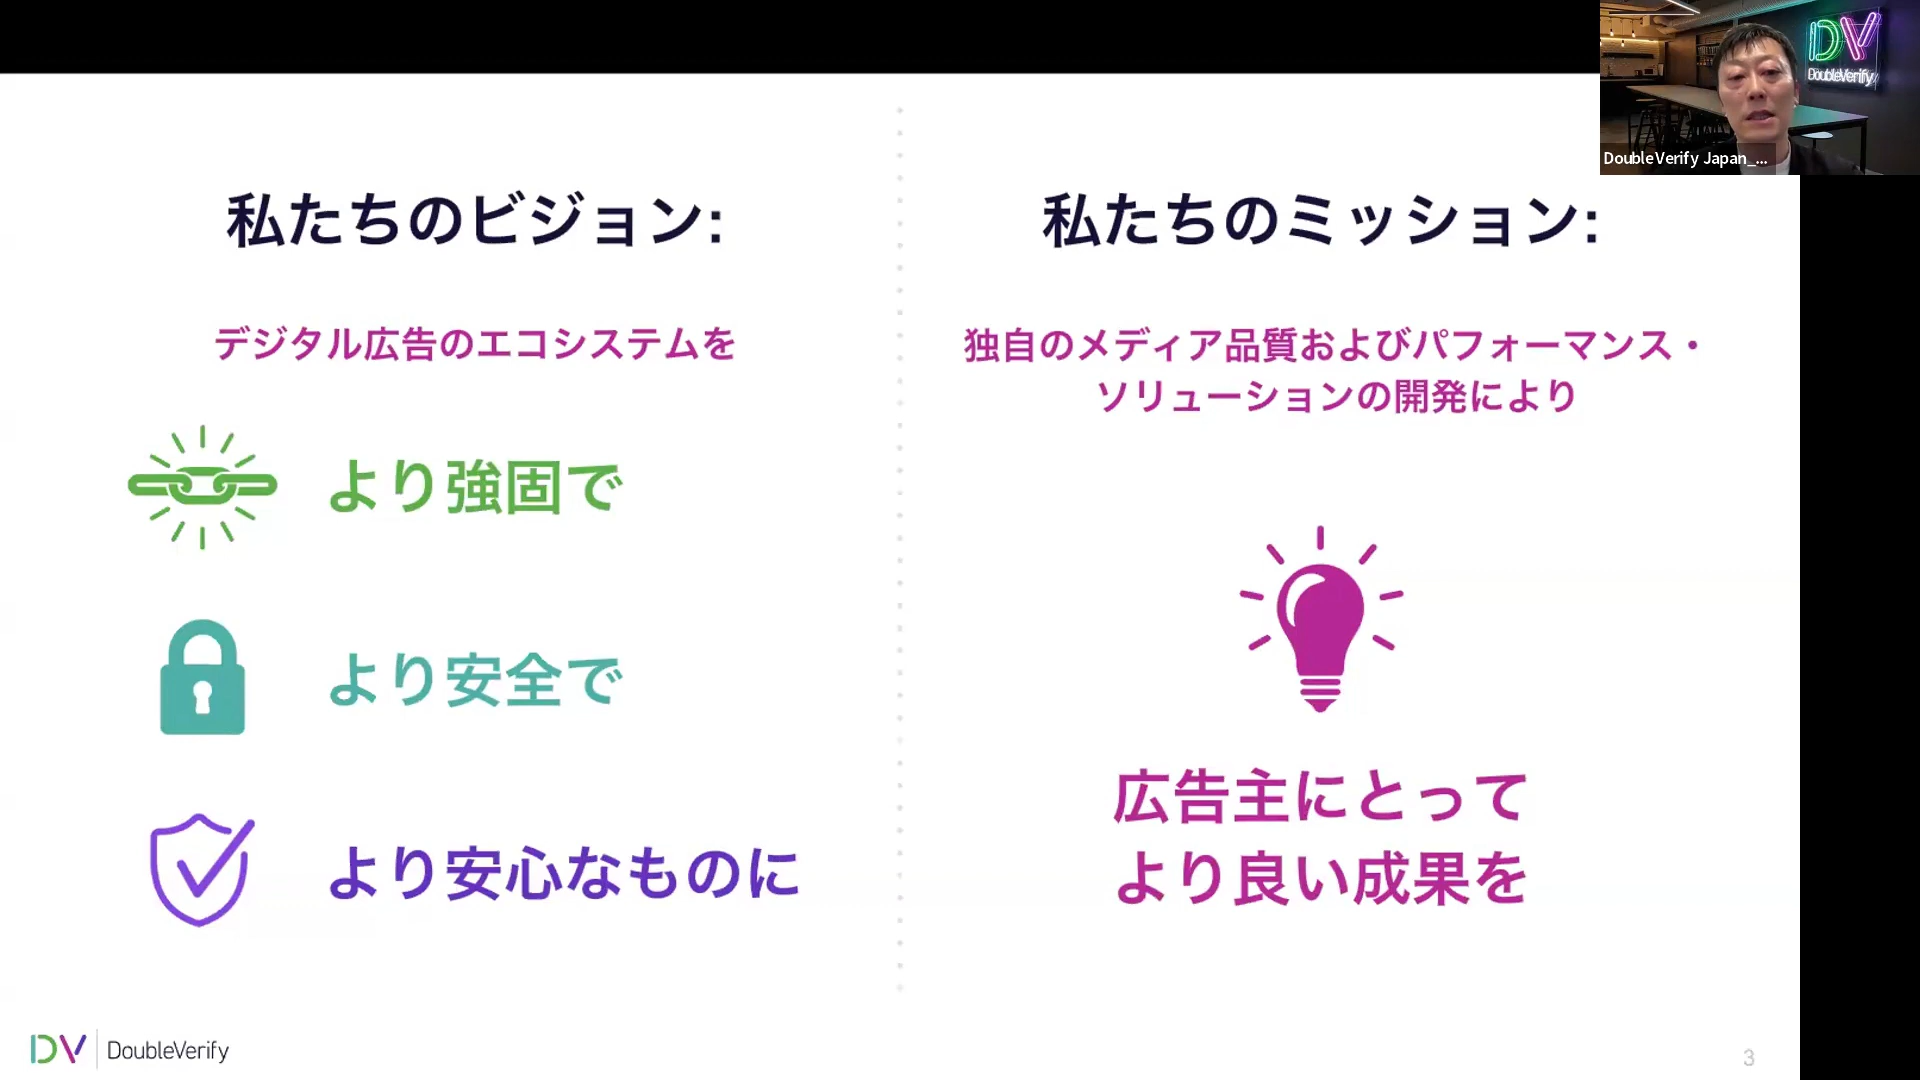 私たちのビジョン:
デジタル広告のエコシステムを
より強固で
より安全で
より安心なものに
私たちのミッション:
独自のメディア品質およびパフォーマンス・
ソリューションの開発により
広告主にとって
より良い成果を
DV
DoubleVerify
DoubleVerify Japan_...
DV | DoubleVerify
3